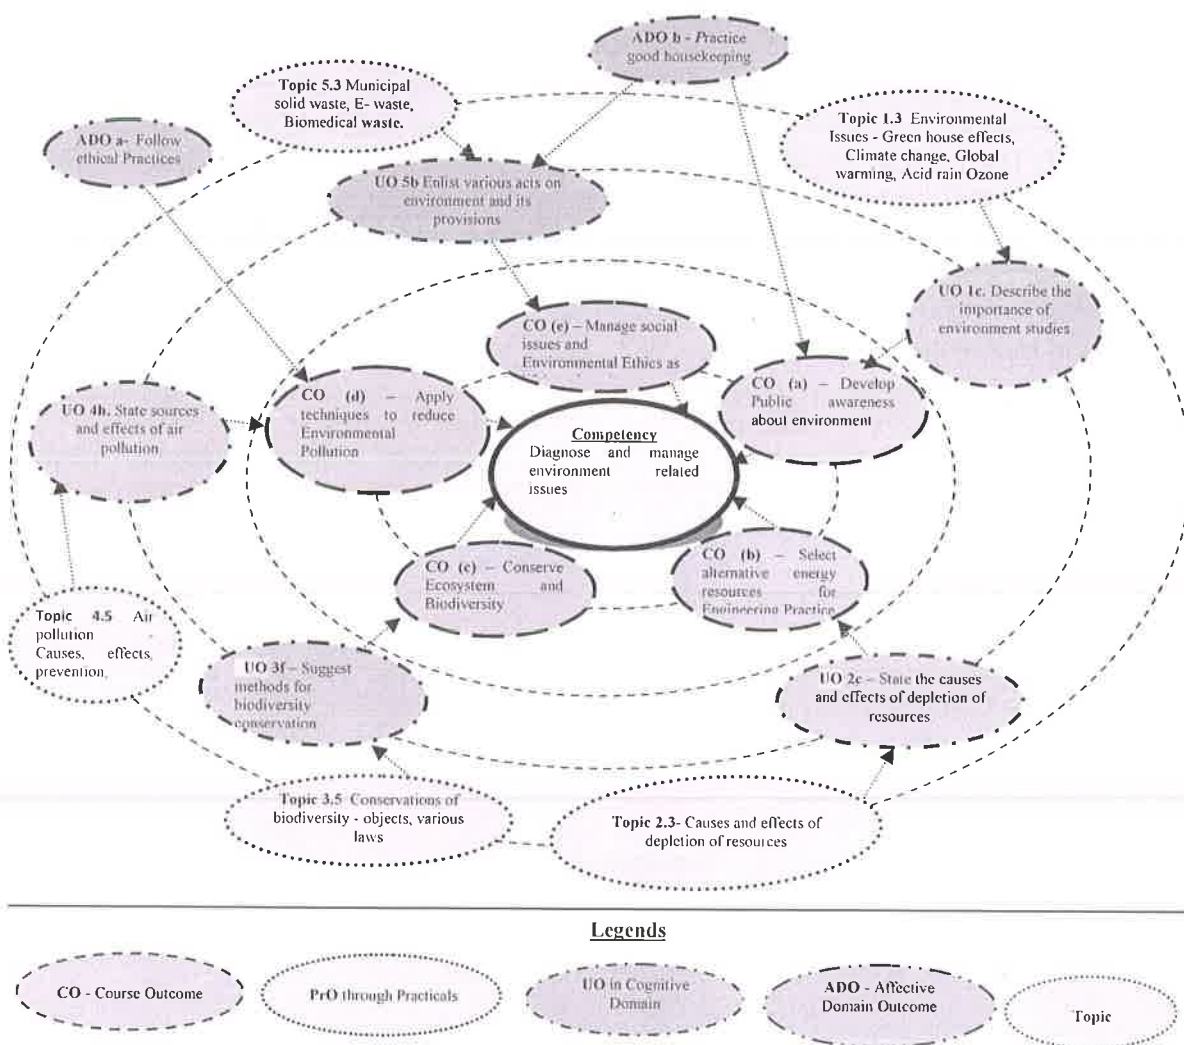 ADO b - Practice
good housekeeping
Topic 5.3 Municipal
solid waste, E- waste,
Biomedical waste.
Topic 1.3 Environmental
Issues - Green house effects,
Climate change, Global
warming, Acid rain Ozone
ADO a- Follow
ethical Practices
UO 5b Enlist various acts on
environment and its
provisions
UO 1c. Describe the
importance of
environment studies
CO (e) – Manage social
issues and
Environmental Ethics as
CO (a) – Develop
Public awareness
about environment
CO (d) – Apply
techniques to reduce
Environmental
Pollution
UO 4h. State sources
and effects of air
pollution
Competency
Diagnose and manage
environment related
issues
CO (b) – Select
alternative energy
resources for
Engineering Practice
CO (c) – Conserve
Ecosystem and
Biodiversity
Topic 4.5 Air
pollution
Causes, effects,
prevention,
UO 3f – Suggest
methods for
biodiversity
conservation
UO 2c – State the causes
and effects of depletion of
resources
Topic 3.5 Conservations of
biodiversity - objects, various
laws
Topic 2.3- Causes and effects of
depletion of resources
Legends
CO - Course Outcome
PrO through Practicals
UO in Cognitive
Domain
ADO - Affective
Domain Outcome
Topic